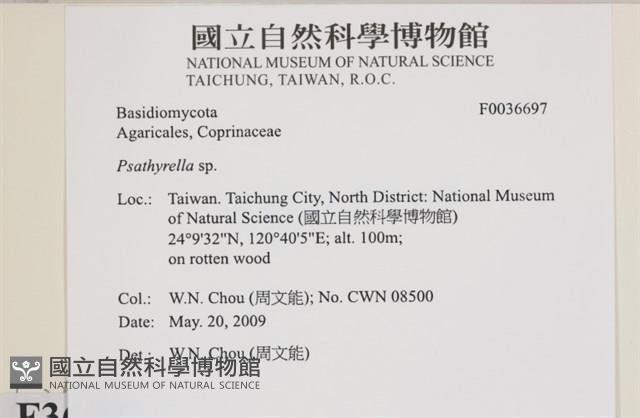 國立自然科學博物館
NATIONAL MUSEUM OF NATURAL SCIENCE
TAICHUNG, TAIWAN, R.O.C.
Basidiomycota F0036697
Agaricales, Coprinaceae
Psathyrella sp.
Loc.: Taiwan. Taichung City, North District: National Museum
of Natural Science (國立自然科學博物館)
24°9'32"N, 120°40'5"E; alt. 100m;
on rotten wood
Col.: W.N. Chou (周文能); No. CWN 08500
Date: May. 20, 2009
Det.: W.N. Chou (周文能)
國立自然科學博物館
NATIONAL MUSEUM OF NATURAL SCIENCE